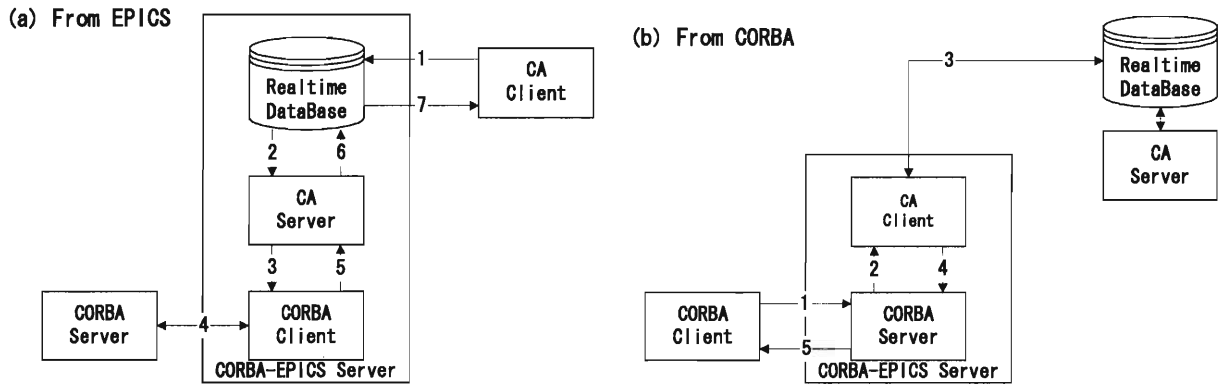 (a) From EPICS
1
Realtime
DataBase
CA
Client
7
2
6
CA
Server
3
5
CORBA
Server
4
CORBA
Client
CORBA-EPICS Server
(b) From CORBA
3
Realtime
DataBase
CA
Server
CA
Client
2
4
CORBA
Client
1
5
CORBA
Server
CORBA-EPICS Server